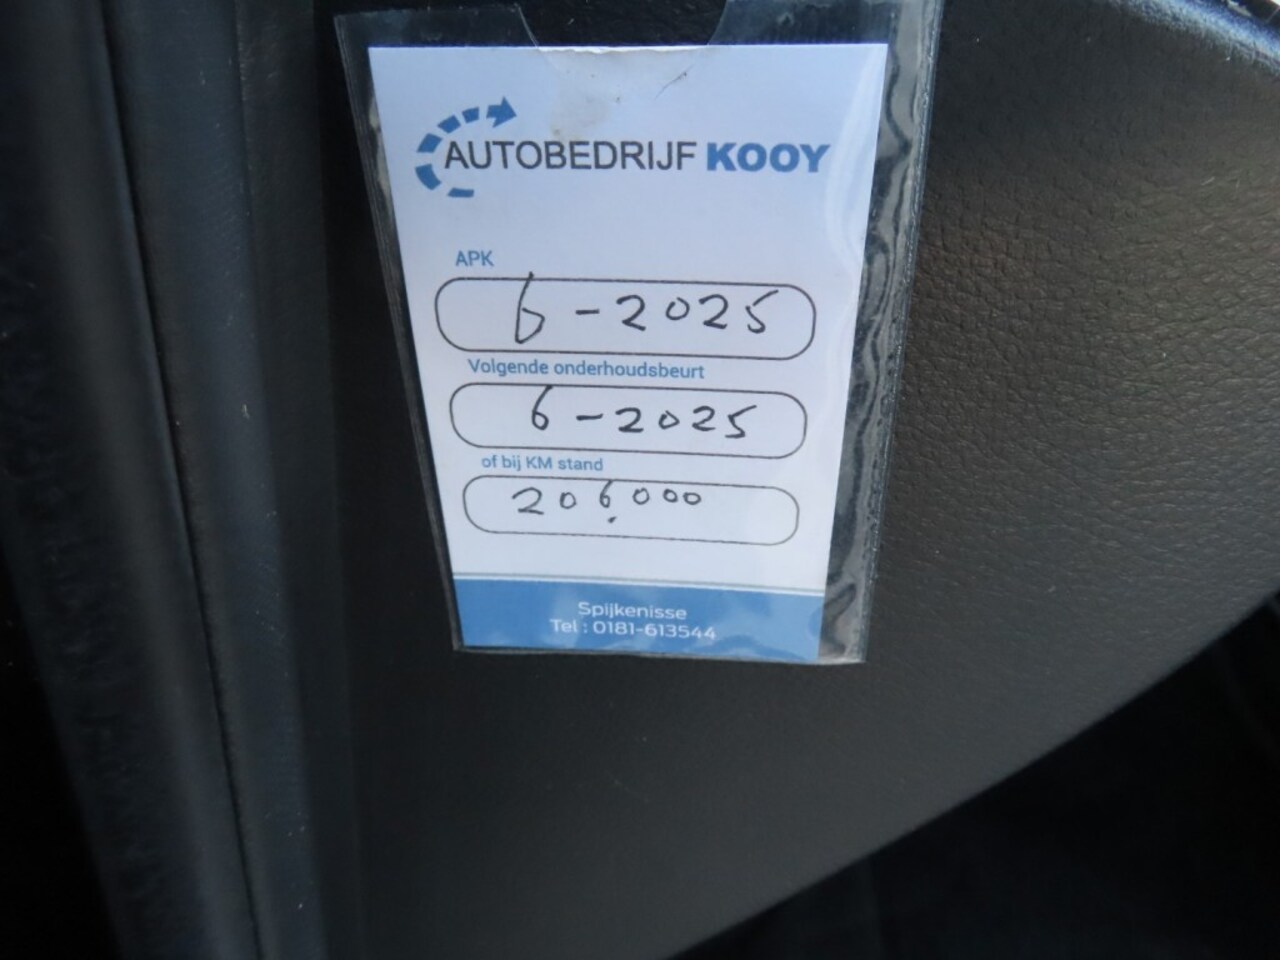 AUTOBEDRIJF KOOY
APK
6-2025
Volgende onderhoudsbeurt
6-2025
of bij KM stand
206.000
Spijkenisse
Tel : 0181-613544